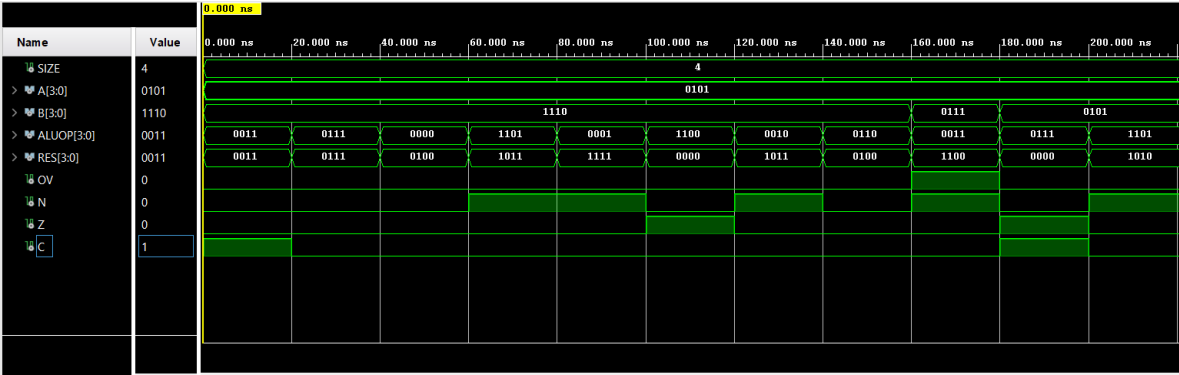 0.000 ns
Name Value 0.000 ns 20.000 ns 40.000 ns 60.000 ns 80.000 ns 100.000 ns 120.000 ns 140.000 ns 160.000 ns 180.000 ns 200.000 ns
SIZE 4 4
A[3:0] 0101 0101
B[3:0] 1110 1110 0111 0101
ALUOP[3:0] 0011 0011 0111 0000 1101 0001 1100 0010 0110 0011 0111 1101
RES[3:0] 0011 0011 0111 0100 1011 1111 0000 1011 0100 1100 0000 1010
OV 0
N 0
Z 0
C 1